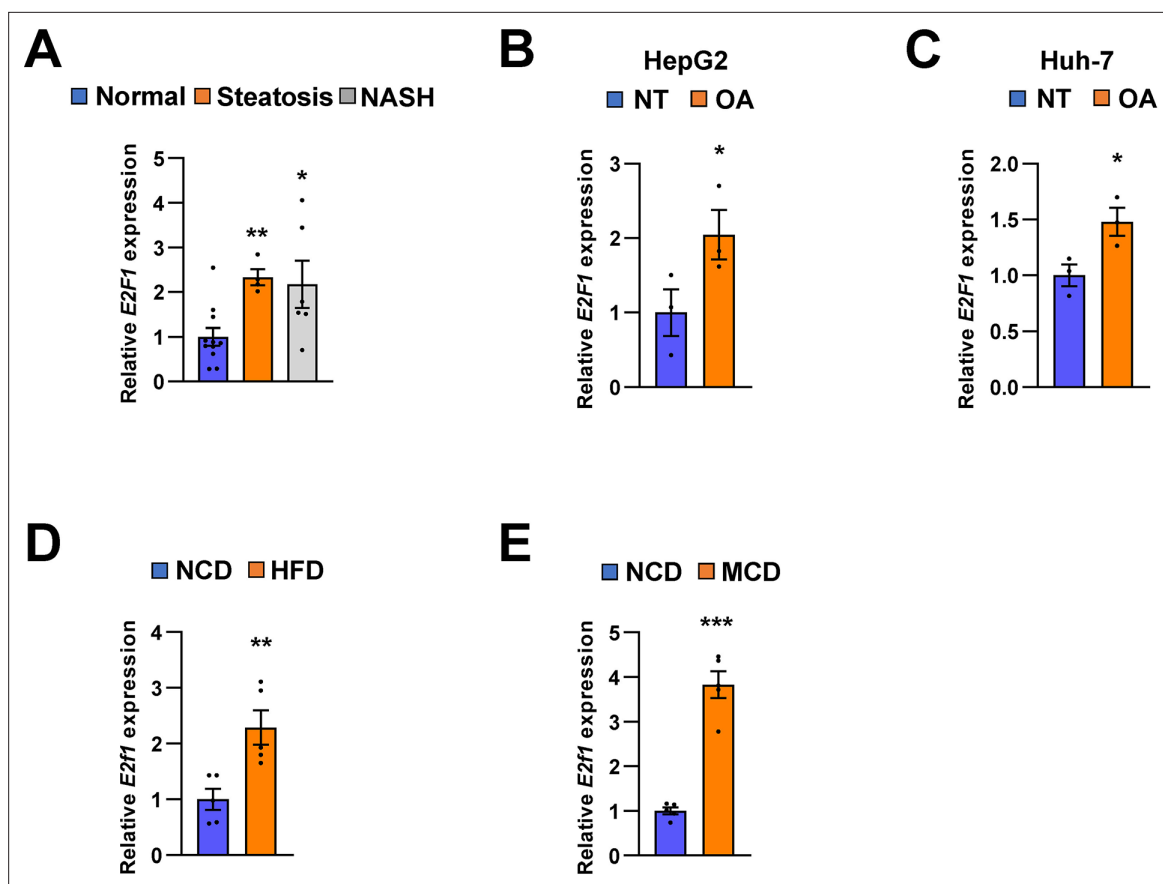 A
Normal Steatosis NASH
Relative E2F1 expression
5
4
3
2
1
0
**
*
B
HepG2
NT OA
Relative E2F1 expression
3
2
1
0
*
C
Huh-7
NT OA
Relative E2F1 expression
2.0
1.5
1.0
0.5
0.0
*
D
NCD HFD
Relative E2f1 expression
4
3
2
1
0
**
E
NCD MCD
Relative E2f1 expression
5
4
3
2
1
0
***